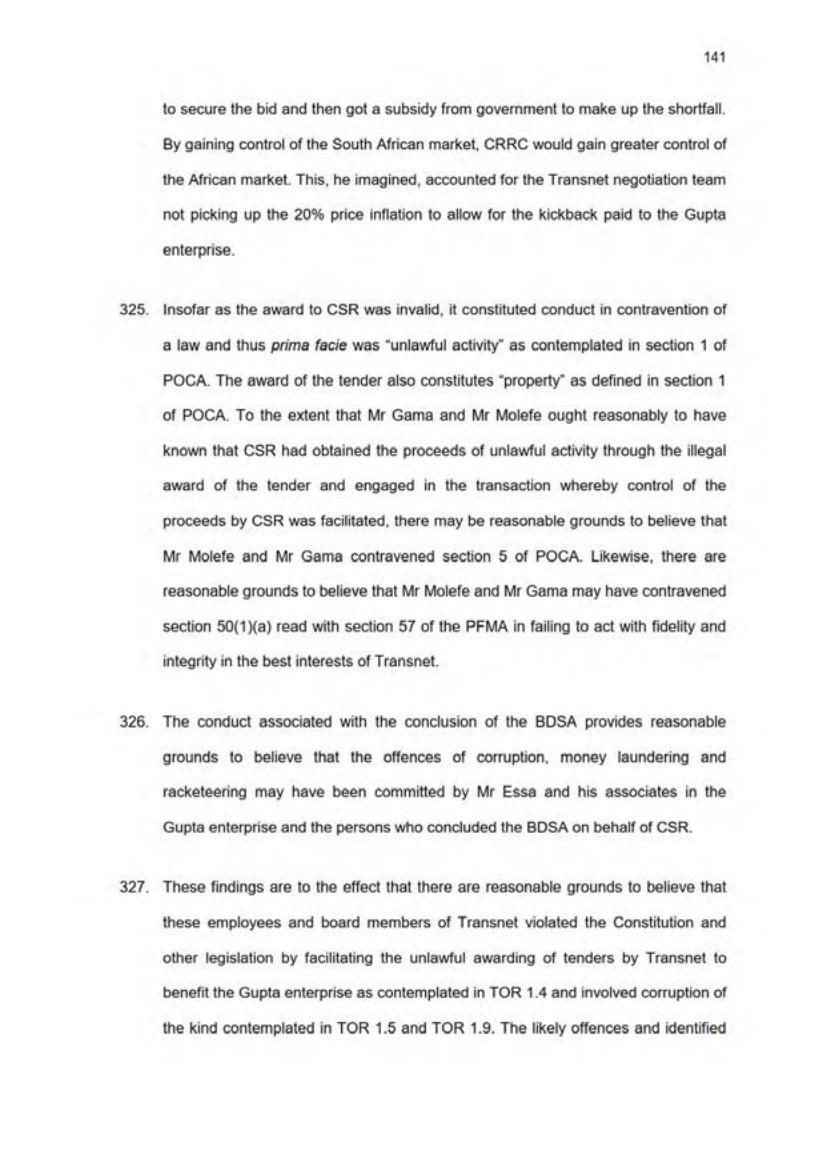 141
to secure the bid and then got a subsidy from government to make up the shortfall.
By gaining control of the South African market, CRRC would gain greater control of
the African market. This, he imagined, accounted for the Transnet negotiation team
not picking up the 20% price inflation to allow for the kickback paid to the Gupta
enterprise.
325. Insofar as the award to CSR was invalid, it constituted conduct in contravention of
a law and thus prima facie was “unlawful activity” as contemplated in section 1 of
POCA. The award of the tender also constitutes “property” as defined in section 1
of POCA. To the extent that Mr Gama and Mr Molefe ought reasonably to have
known that CSR had obtained the proceeds of unlawful activity through the illegal
award of the tender and engaged in the transaction whereby control of the
proceeds by CSR was facilitated, there may be reasonable grounds to believe that
Mr Molefe and Mr Gama contravened section 5 of POCA. Likewise, there are
reasonable grounds to believe that Mr Molefe and Mr Gama may have contravened
section 50(1)(a) read with section 57 of the PFMA in failing to act with fidelity and
integrity in the best interests of Transnet.
326. The conduct associated with the conclusion of the BDSA provides reasonable
grounds to believe that the offences of corruption, money laundering and
racketeering may have been committed by Mr Essa and his associates in the
Gupta enterprise and the persons who concluded the BDSA on behalf of CSR.
327. These findings are to the effect that there are reasonable grounds to believe that
these employees and board members of Transnet violated the Constitution and
other legislation by facilitating the unlawful awarding of tenders by Transnet to
benefit the Gupta enterprise as contemplated in TOR 1.4 and involved corruption of
the kind contemplated in TOR 1.5 and TOR 1.9. The likely offences and identified